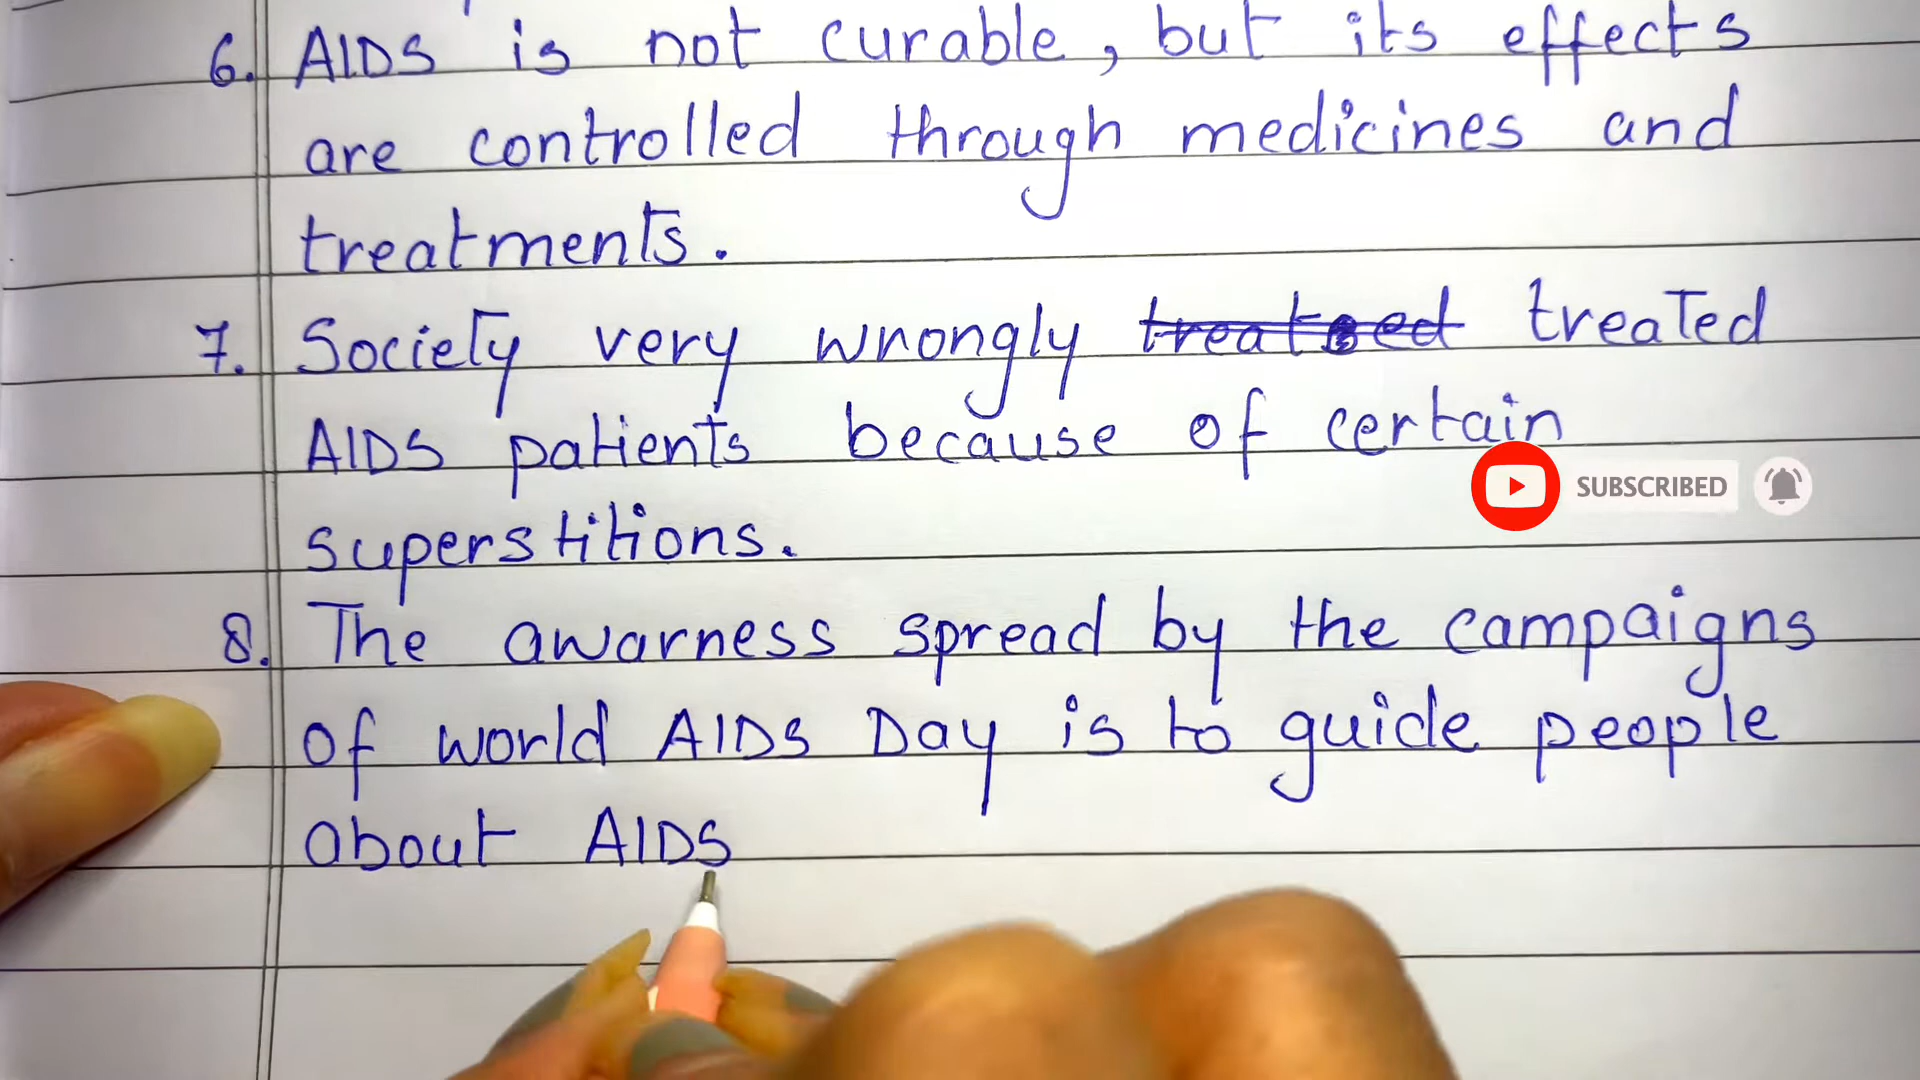 6. AIDS is not curable, but its effects
are controlled through medicines and
treatments.
7. Society very wrongly treated treated
AIDS patients because of certain
SUBSCRIBED
superstitions.
8. The awarness spread by the campaigns
of world AIDS Day is to guide people
about AIDS